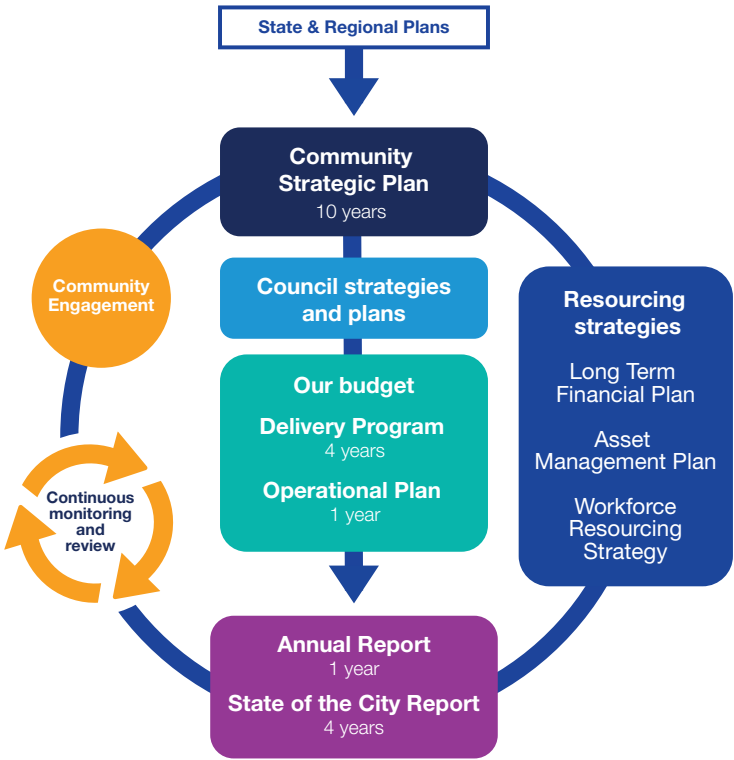 State & Regional Plans
Community
Strategic Plan
10 years
Community
Engagement
Council strategies
and plans
Our budget
Delivery Program
4 years
Operational Plan
1 year
Resourcing
strategies
Long Term
Financial Plan
Asset
Management Plan
Workforce
Resourcing
Strategy
Continuous
monitoring
and
review
Annual Report
1 year
State of the City Report
4 years